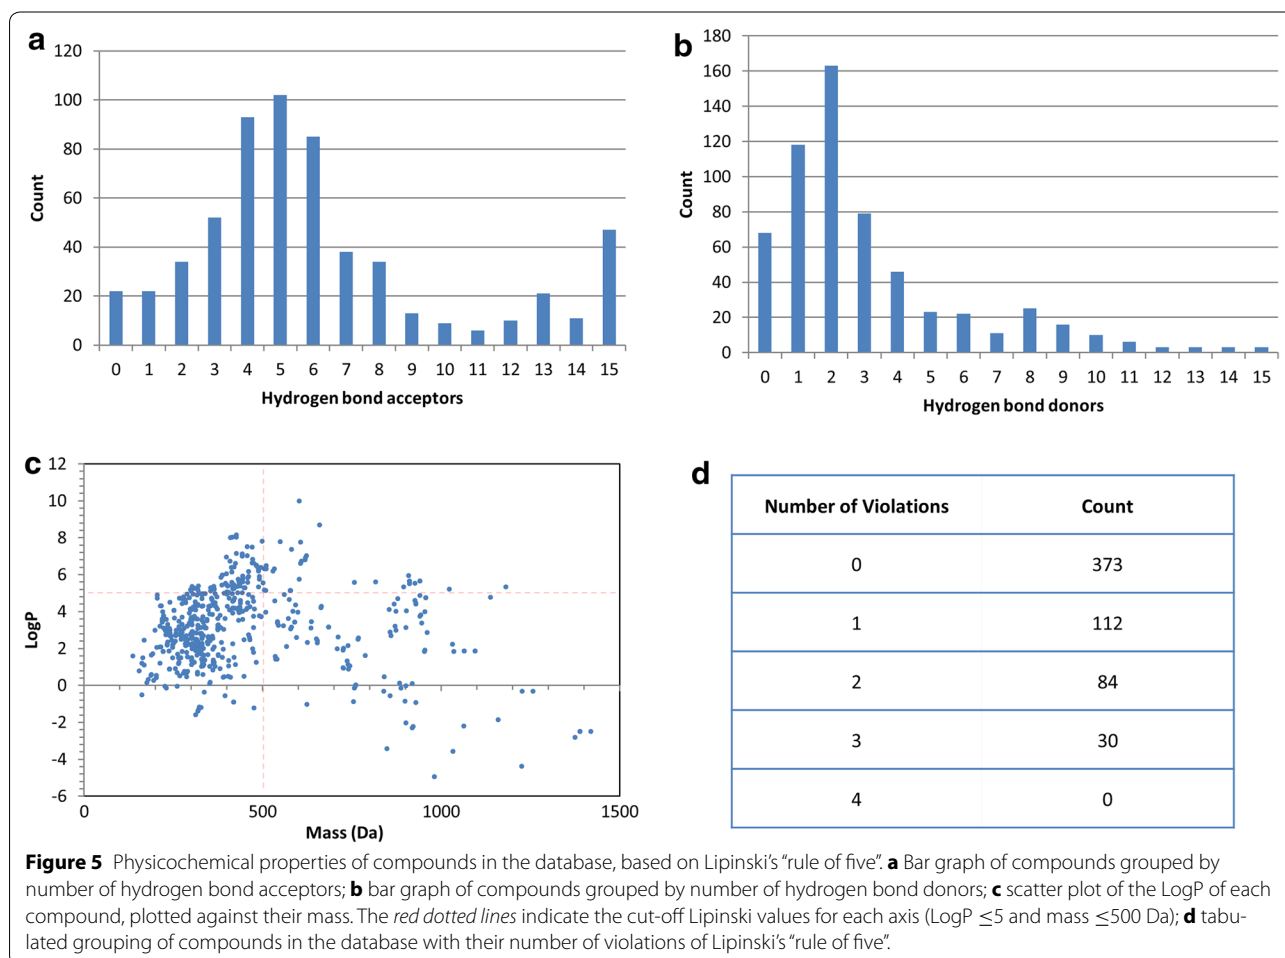 a
120
100
80
60
40
20
0
Count
0 1 2 3 4 5 6 7 8 9 10 11 12 13 14 15
Hydrogen bond acceptors
b
180
160
140
120
100
80
60
40
20
0
Count
0 1 2 3 4 5 6 7 8 9 10 11 12 13 14 15
Hydrogen bond donors
c
12
10
8
6
4
2
0
-2
-4
-6
LogP
0 500 1000 1500
Mass (Da)
d
Number of Violations Count
0 373
1 112
2 84
3 30
4 0
Figure 5 Physicochemical properties of compounds in the database, based on Lipinski's “rule of five”. a Bar graph of compounds grouped by
number of hydrogen bond acceptors; b bar graph of compounds grouped by number of hydrogen bond donors; c scatter plot of the LogP of each
compound, plotted against their mass. The red dotted lines indicate the cut-off Lipinski values for each axis (LogP ≤5 and mass ≤500 Da); d tabu-
lated grouping of compounds in the database with their number of violations of Lipinski's “rule of five”.